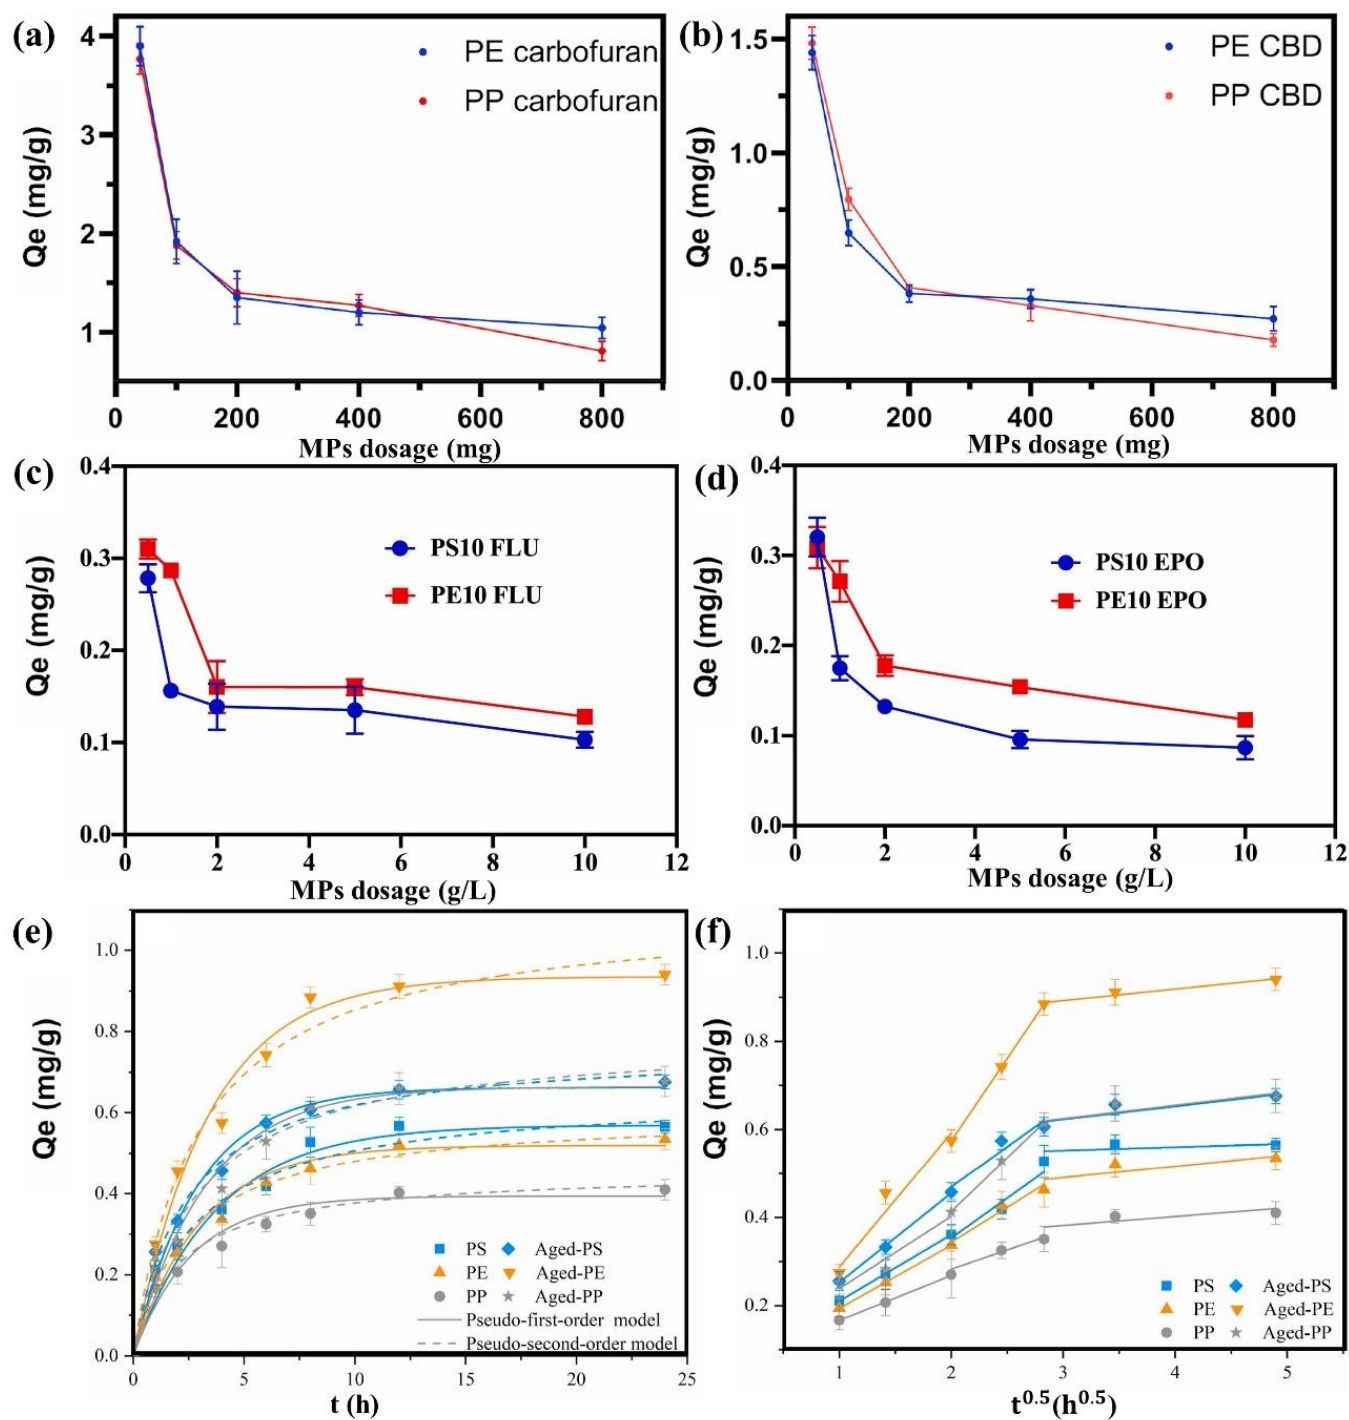 (a)
4
3
2
1
Qe (mg/g)
PE carbofuran
PP carbofuran
0 200 400 600 800
MPs dosage (mg)
(b)
1.5
1.0
0.5
0.0
Qe (mg/g)
PE CBD
PP CBD
0 200 400 600 800
MPs dosage (mg)
(c)
0.4
0.3
0.2
0.1
0.0
Qe (mg/g)
PS10 FLU
PE10 FLU
0 2 4 6 8 10 12
MPs dosage (g/L)
(d)
0.4
0.3
0.2
0.1
0.0
Qe (mg/g)
PS10 EPO
PE10 EPO
0 2 4 6 8 10 12
MPs dosage (g/L)
(e)
1.0
0.8
0.6
0.4
0.2
0.0
Qe (mg/g)
PS Aged-PS
PE Aged-PE
PP Aged-PP
Pseudo-first-order model
Pseudo-second-order model
0 5 10 15 20 25
t (h)
(f)
1.0
0.8
0.6
0.4
0.2
Qe (mg/g)
PS Aged-PS
PE Aged-PE
PP Aged-PP
1 2 3 4 5
t^0.5(h^0.5)